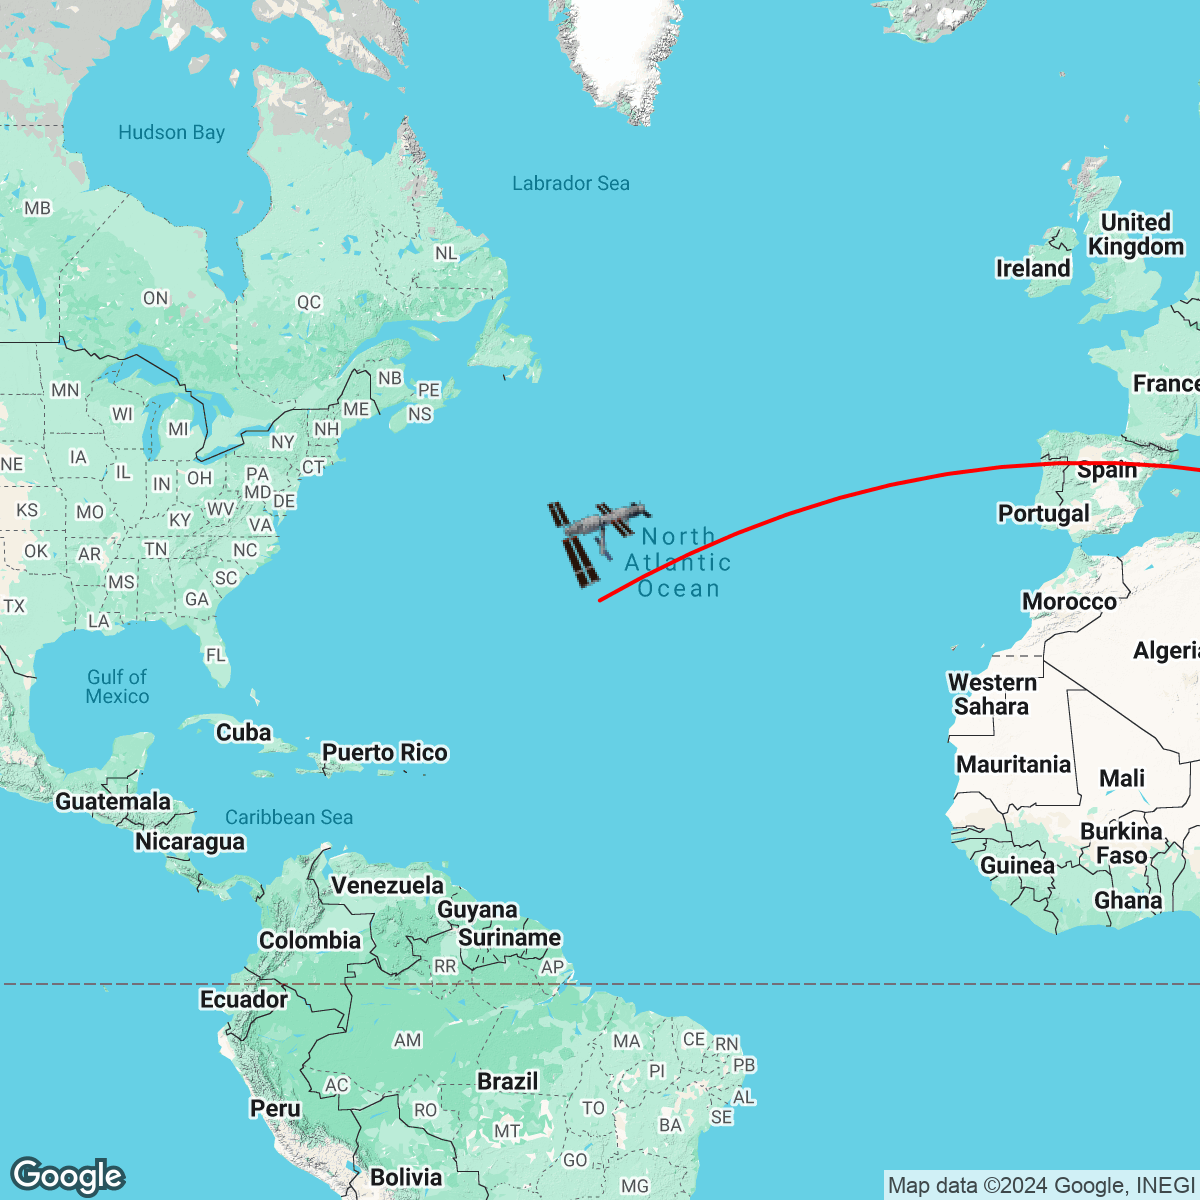 Hudson Bay
Labrador Sea
MB
United
Kingdom
NL
Ireland
ON
QC
NB
France
MN
PE
ME
WI
NS
MI
NH
NY
IA
NE
CT
Spain
IL
PA
OH
IN
MD
DE
KS
MO
WV
Portugal
KY
VA
North
Atlantic
Ocean
OK
AR
TN
NC
MS
SC
GA
Morocco
TX
LA
Algeria
FL
Gulf of
Mexico
Western
Sahara
Cuba
Puerto Rico
Mauritania
Mali
Guatemala
Caribbean Sea
Burkina
Faso
Nicaragua
Guinea
Venezuela
Ghana
Guyana
Suriname
Colombia
RR
AP
Ecuador
AM
MA
CE
RN
PI
PB
Brazil
AC
AL
Peru
RO
TO
SE
MT
BA
GO
Bolivia
MG
Google
Map data ©2024 Google, INEGI